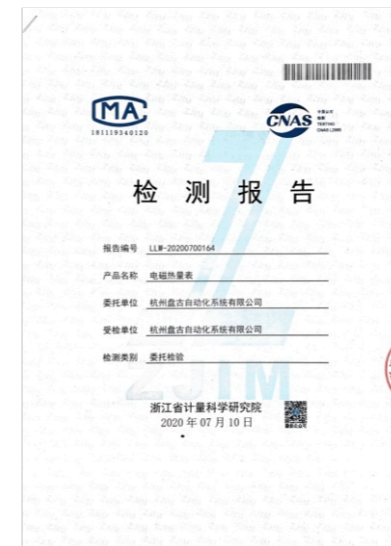 MA
181119340120
CNAS
TESTING
检测报告
报告编号 LLW-20200700164
产品名称 电磁热量表
委托单位 杭州盘古自动化系统有限公司
受检单位 杭州盘古自动化系统有限公司
检测类别 委托检验
ZJIM
浙江省计量科学研究院
2020 年 07 月 10 日